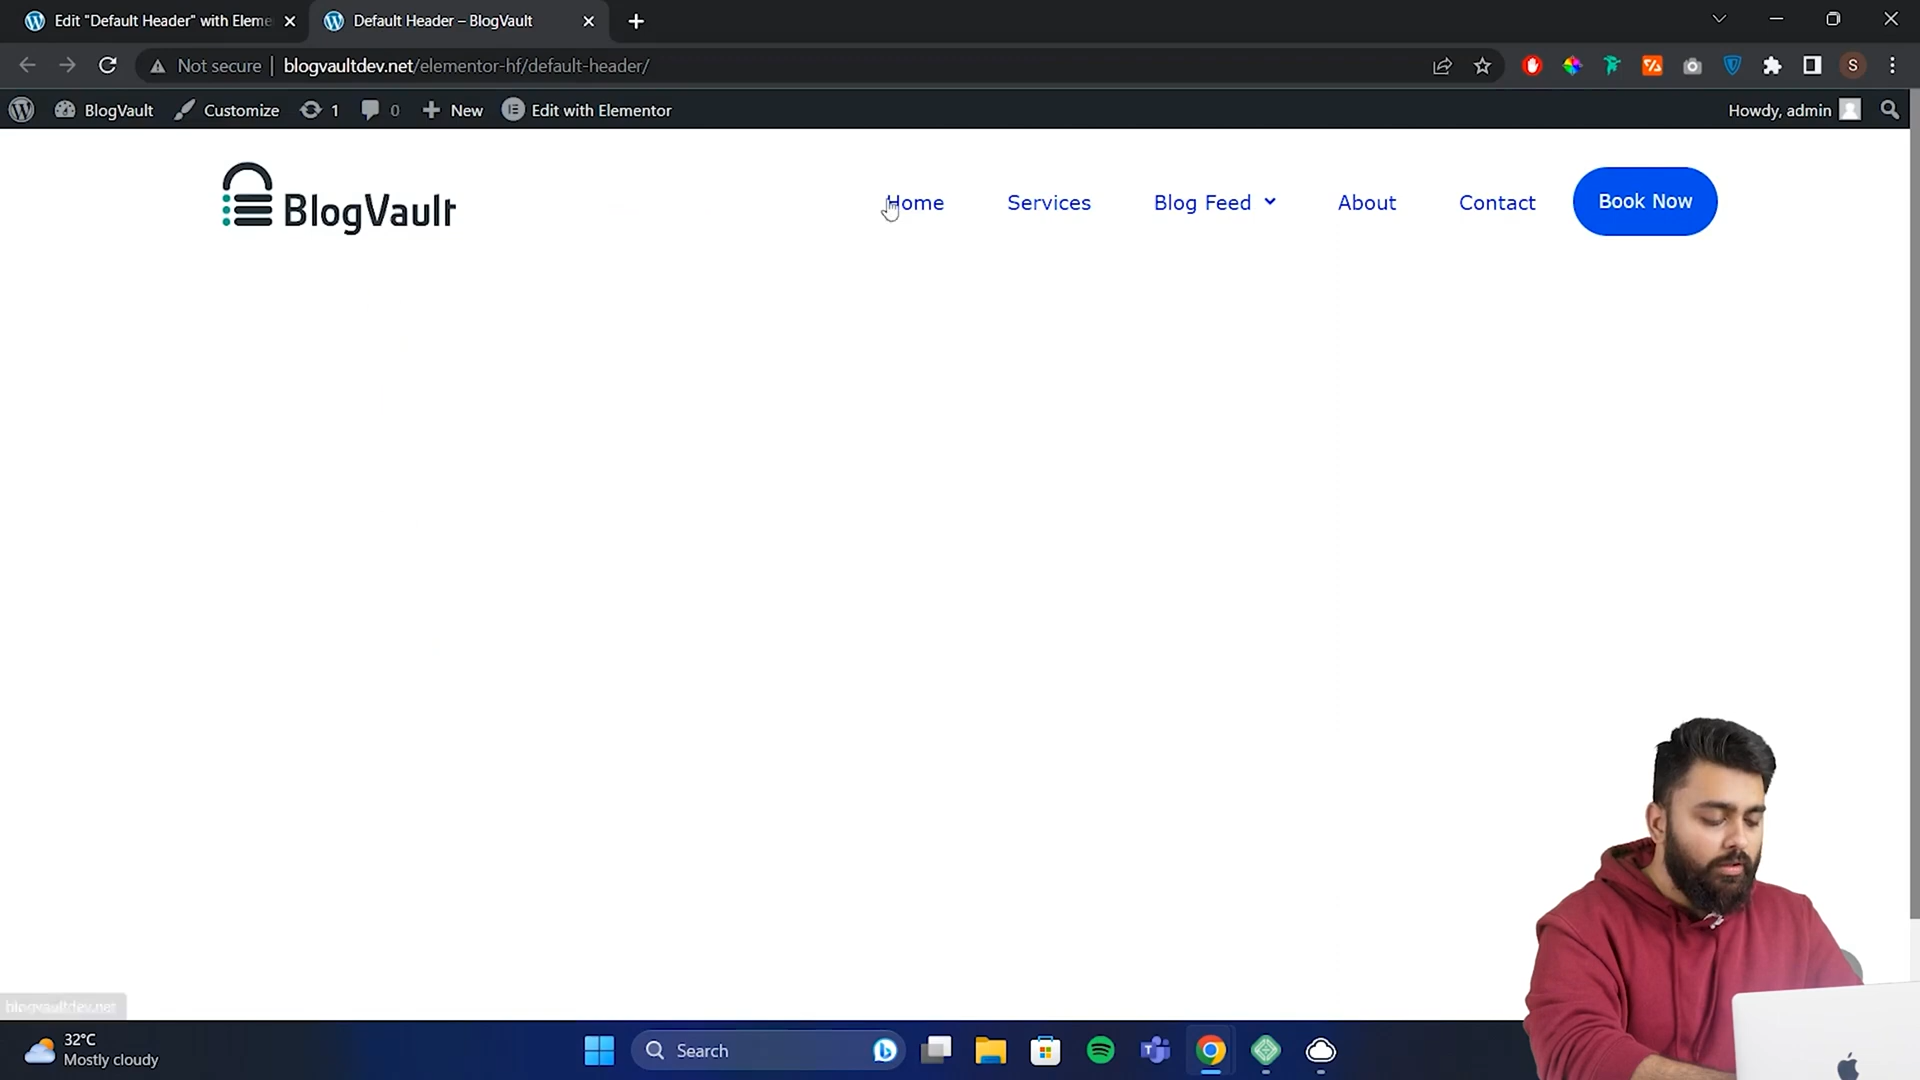 Edit "Default Header" with Eleme
Default Header – BlogVault
Not secure
blogvaultdev.net/elementor-hf/default-header/
S
BlogVault
Customize
1
0
New
Edit with Elementor
Howdy, admin
BlogVault
Home
Services
Blog Feed
About
Contact
Book Now
blogvaultdev.net
32°C
Mostly cloudy
Search